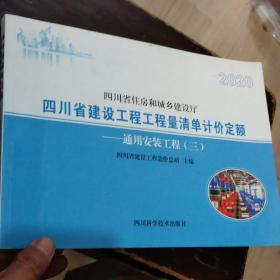 2020
四川省住房和城乡建设厅
四川省建设工程工程量清单计价定额
——通用安装工程（三）
四川省建设工程造价总站 主编
四川科学技术出版社